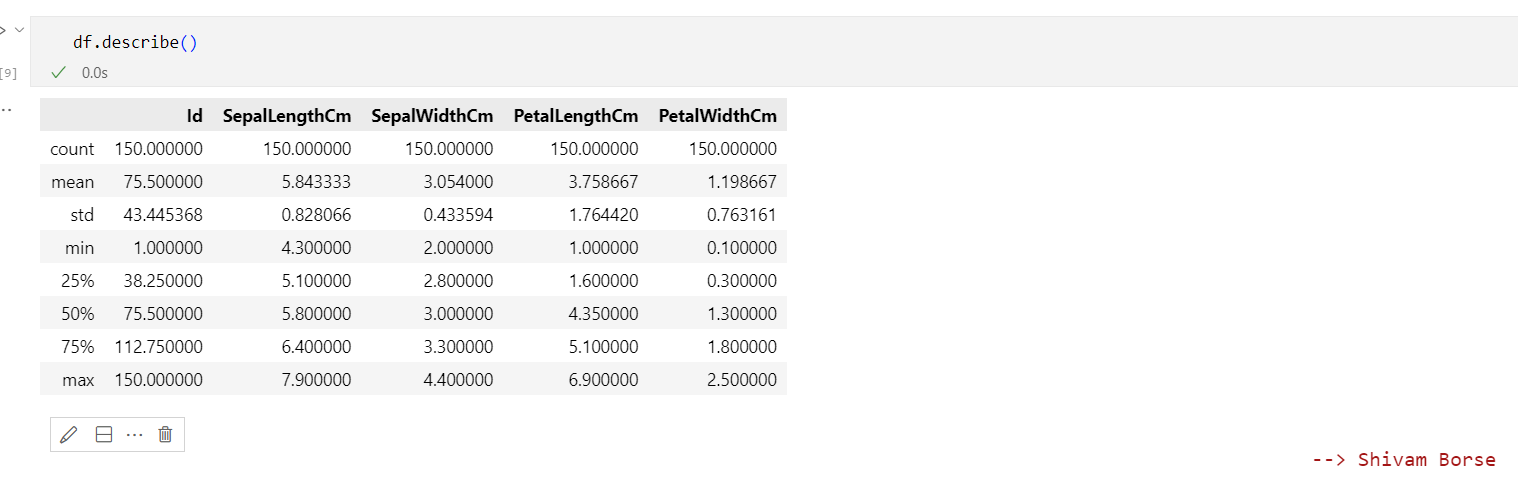 df.describe()
[9] 0.0s
Id SepalLengthCm SepalWidthCm PetalLengthCm PetalWidthCm
count 150.000000 150.000000 150.000000 150.000000 150.000000
mean 75.500000 5.843333 3.054000 3.758667 1.198667
std 43.445368 0.828066 0.433594 1.764420 0.763161
min 1.000000 4.300000 2.000000 1.000000 0.100000
25% 38.250000 5.100000 2.800000 1.600000 0.300000
50% 75.500000 5.800000 3.000000 4.350000 1.300000
75% 112.750000 6.400000 3.300000 5.100000 1.800000
max 150.000000 7.900000 4.400000 6.900000 2.500000
--> Shivam Borse